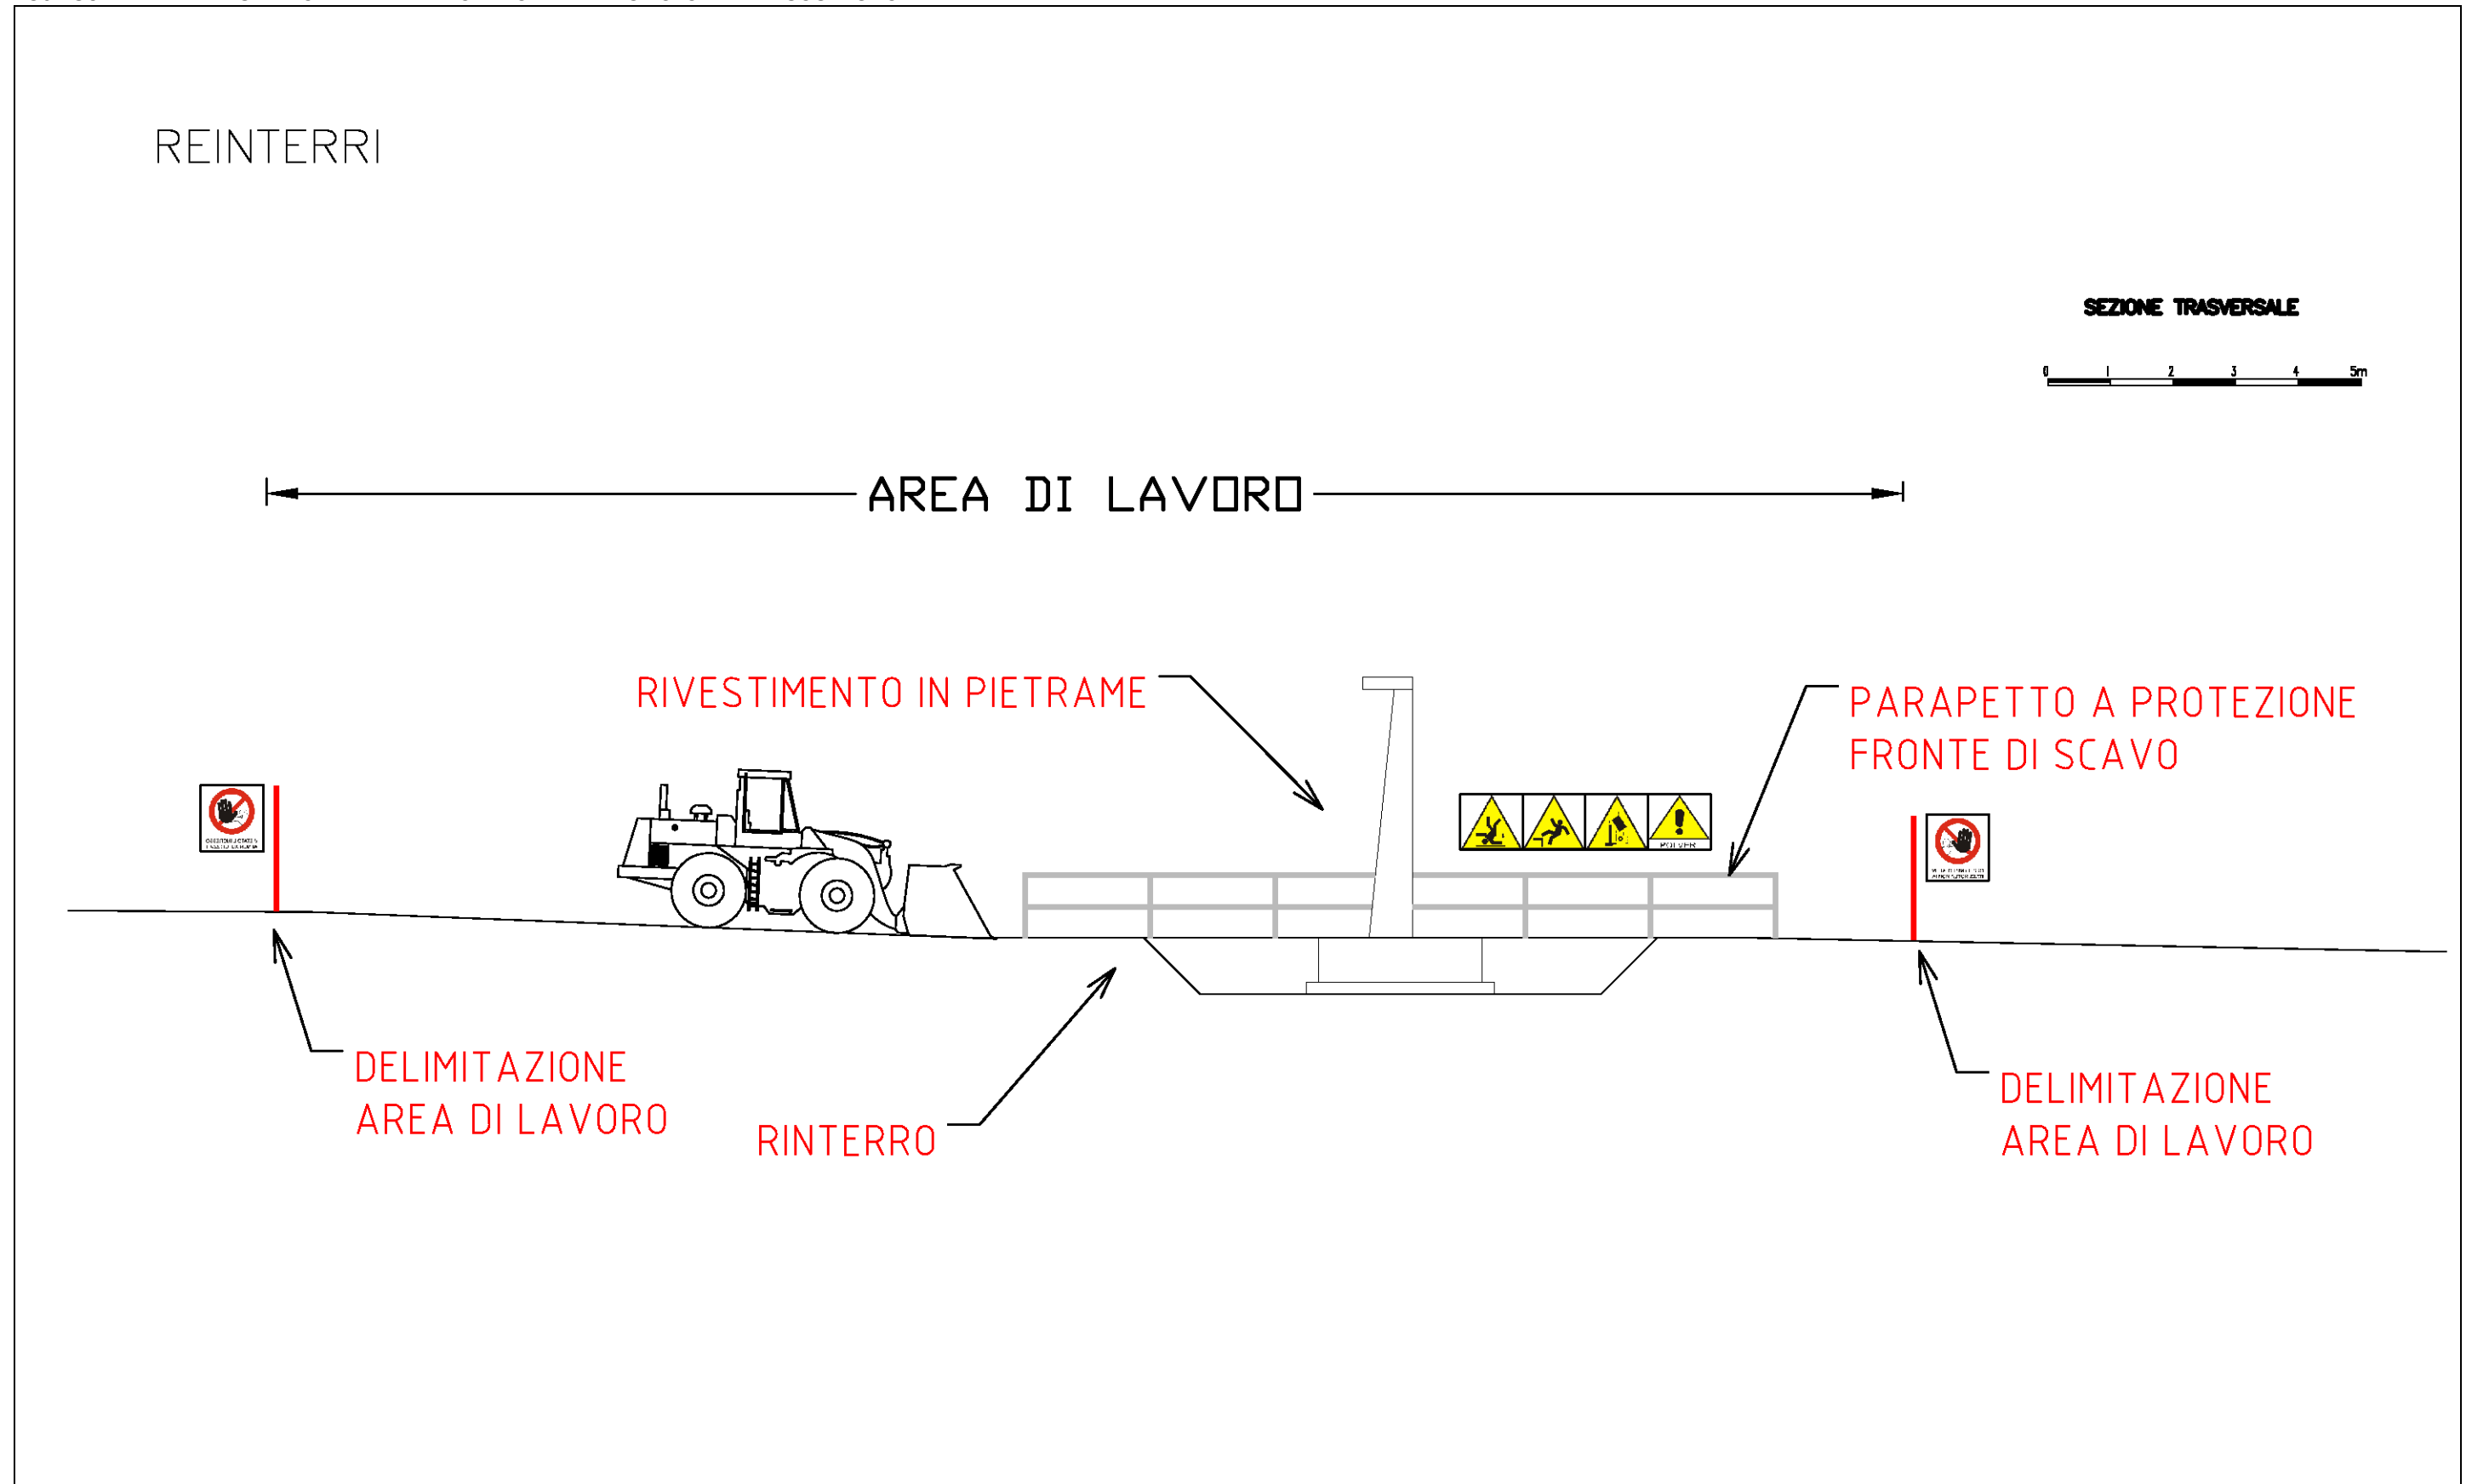 REINTERRI
SEZIONE TRASVERSALE
0 1 2 3 4 5m
AREA DI LAVORO
RIVESTIMENTO IN PIETRAME
PARAPETTO A PROTEZIONE
FRONTE DI SCAVO
DELIMITAZIONE
AREA DI LAVORO
RINTERRO
DELIMITAZIONE
AREA DI LAVORO